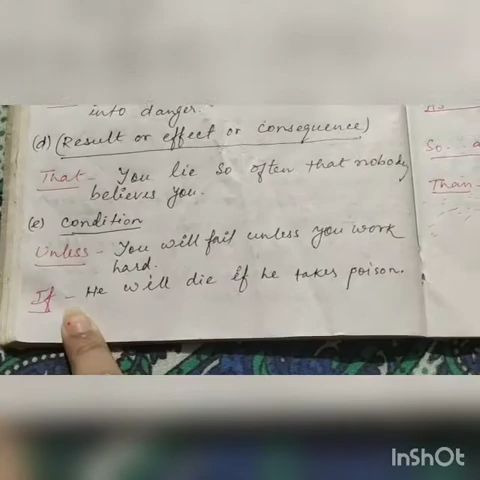 into danger.
(d) (Result or effect or consequence)
That - You lie so often that nobody
believes you.
(e) condition
Unless - You will fail unless you work
hard.
If - He will die if he takes poison.
So
Than -
InShOt